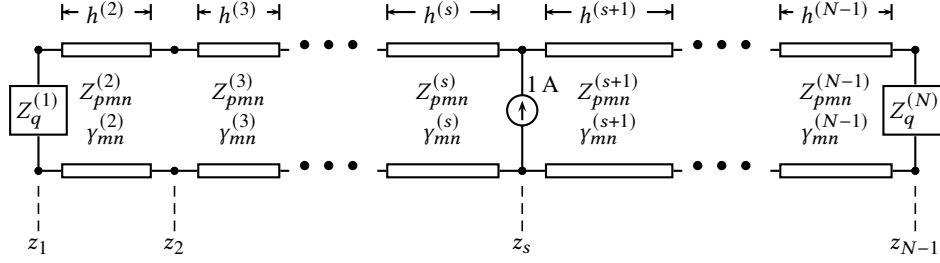 h^{(2)} h^{(3)} h^{(s)} h^{(s+1)} h^{(N−1)}
Z_q^{(1)} Z_{pmn}^{(2)} Z_{pmn}^{(3)} Z_{pmn}^{(s)} 1 A Z_{pmn}^{(s+1)} Z_{pmn}^{(N−1)} Z_q^{(N)}
γ_{mn}^{(2)} γ_{mn}^{(3)} γ_{mn}^{(s)} γ_{mn}^{(s+1)} γ_{mn}^{(N−1)}
z_1 z_2 z_s z_{N−1}